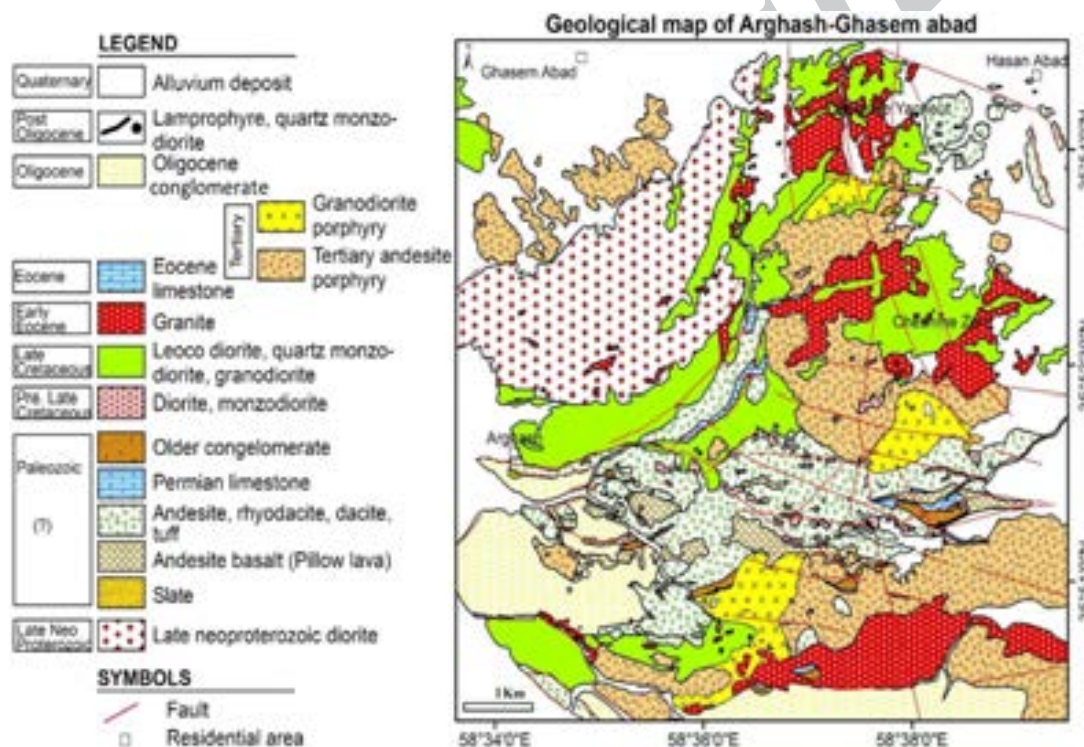 Geological map of Arghash-Ghasem abad
LEGEND
Quaternary
Alluvium deposit
Post
Oligocene
Lamprophyre, quartz monzo-
diorite
Oligocene
Oligocene
conglomerate
Tertiary
Granodiorite
porphyry
Tertiary andesite
porphyry
Eocene
Eocene
limestone
Early
Eocene
Granite
Late
Cretaceous
Leoco diorite, quartz monzo-
diorite, granodiorite
Pre. Late
Cretaceous
Diorite, monzodiorite
Paleozoic
(?)
Older congelomerate
Permian limestone
Andesite, rhyodacite, dacite,
tuff
Andesite basalt (Pillow lava)
Slate
Late Neo
Proterozoic
Late neoproterozoic diorite
SYMBOLS
Fault
Residential area
Ghasem Abad
Hasan Abad
Arghash
1Km
58°34'0"E
58°36'0"E
58°38'0"E